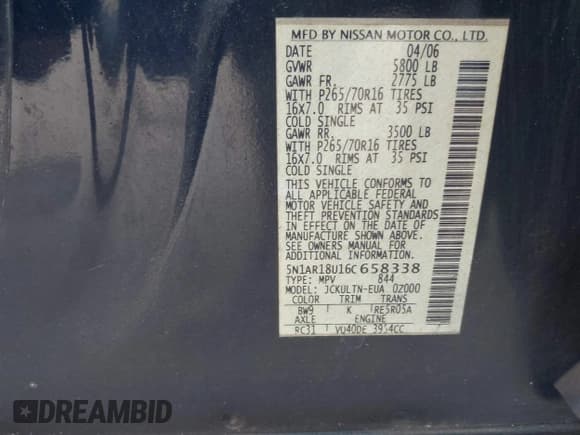 MFD BY NISSAN MOTOR CO., LTD.
DATE 04/06
GVWR 5800 LB
GAWR FR. 2775 LB
WITH P265/70R16 TIRES
16X7.0 RIMS AT 35 PSI
COLD SINGLE
GAWR RR. 3500 LB
WITH P265/70R16 TIRES
16X7.0 RIMS AT 35 PSI
COLD SINGLE
THIS VEHICLE CONFORMS TO
ALL APPLICABLE FEDERAL
MOTOR VEHICLE SAFETY AND
THEFT PREVENTION STANDARDS
IN EFFECT ON THE DATE OF
MANUFACTURE SHOWN ABOVE.
SEE OWNERS MANUAL FOR
ADDITIONAL INFORMATION.
5N1AR18U16C658338
TYPE: MPV 844
MODEL: JCKULTN-EUA 0Z000
COLOR TRIM TRANS
BW9 K RE5R05A
AXLE ENGINE
RC31 VQ40DE 3954CC
DREAMBID